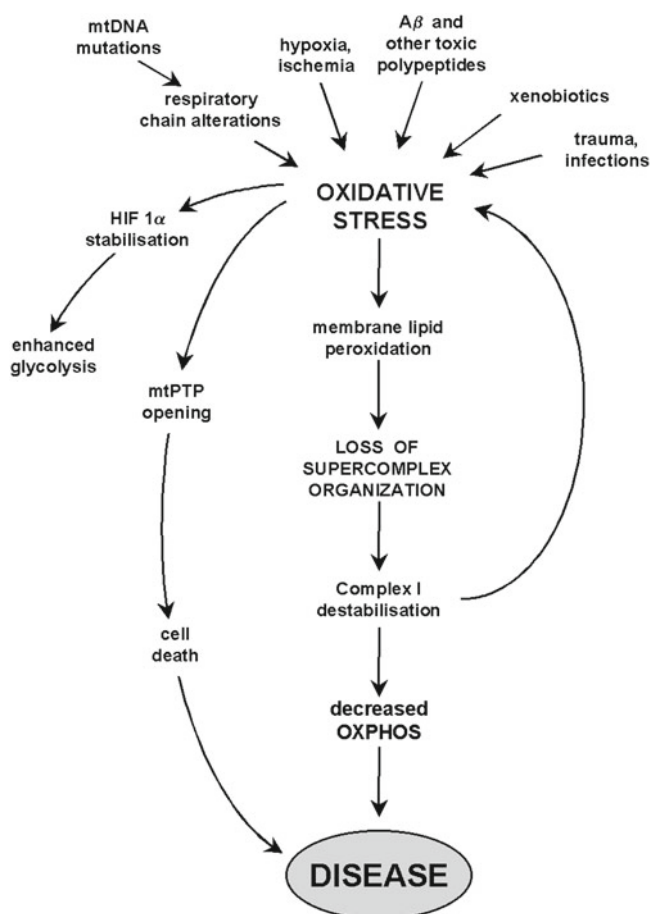 mtDNA
mutations
hypoxia,
ischemia
Aβ and
other toxic
polypeptides
respiratory
chain alterations
xenobiotics
trauma,
infections
OXIDATIVE
STRESS
HIF 1α
stabilisation
enhanced
glycolysis
mtPTP
opening
membrane lipid
peroxidation
LOSS OF
SUPERCOMPLEX
ORGANIZATION
Complex I
destabilisation
cell
death
decreased
OXPHOS
DISEASE